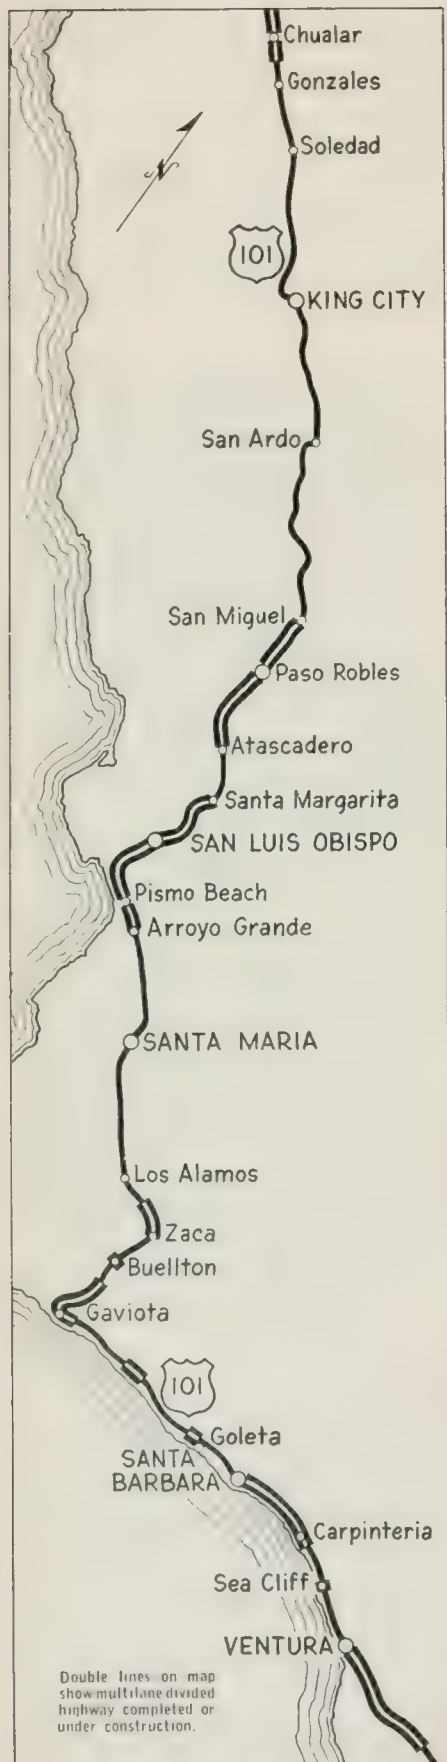 Chualar
Gonzales
Soledad
N
101
KING CITY
San Ardo
San Miguel
Paso Robles
Atascadero
Santa Margarita
SAN LUIS OBISPO
Pismo Beach
Arroyo Grande
SANTA MARIA
Los Alamos
Zaca
Buellton
Gaviota
101
Goleta
SANTA
BARBARA
Carpinteria
Sea Cliff
VENTURA
Double lines on map
show multilane divided
highway completed or
under construction.